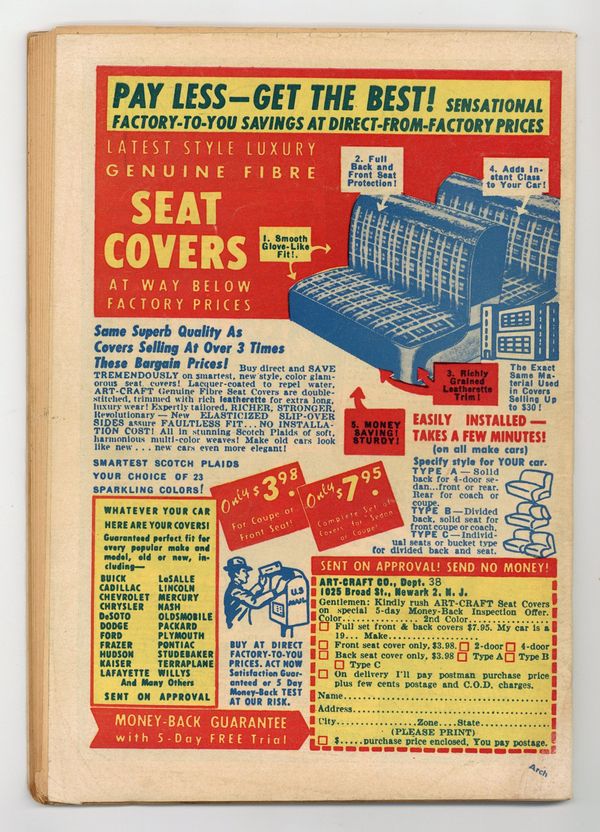 PAY LESS—GET THE BEST! SENSATIONAL
FACTORY-TO-YOU SAVINGS AT DIRECT-FROM-FACTORY PRICES
LATEST STYLE LUXURY
GENUINE FIBRE
SEAT
COVERS
AT WAY BELOW
FACTORY PRICES
1. Smooth
Glove-Like
Fit!.
2. Full
Back and
Front Seat
Protection!
4. Adds In-
stant Class
to Your Car!
3. Richly
Grained
Leatherette
Trim!
5. MONEY
SAVING!
STURDY!
The Exact
Same Ma-
terial Used
in Covers
Selling Up
to $30!
Same Superb Quality As
Covers Selling At Over 3 Times
These Bargain Prices! Buy direct and SAVE
TREMENDOUSLY on smartest, new style, color glam-
orous seat covers! Lacquer-coated to repel water,
ART-CRAFT Genuine Fibre Seat Covers are double-
stitched, trimmed with rich leatherette for extra long,
luxury wear! Expertly tailored, RICHER, STRONGER,
Revolutionary — New ELASTICIZED SLIP-OVER
SIDES assure FAULTLESS FIT... NO INSTALLA-
TION COST! All in stunning Scotch Plaids of soft,
harmonious multi-color weaves! Make old cars look
like new . . . new cars even more elegant!
SMARTEST SCOTCH PLAIDS
YOUR CHOICE OF 23
SPARKLING COLORS!
Only $3.98
For Coupe or
Front Seat!
Only $7.95
Complete Set of
Covers for Sedan
or Coupe!
EASILY INSTALLED—
TAKES A FEW MINUTES!
(on all make cars)
Specify style for YOUR car.
TYPE A — Solid
back for 4-door se-
dan...front or rear.
Rear for coach or
coupe.
TYPE B—Divided
back, solid seat for
front coupe or coach.
TYPE C — Individ-
ual seats or bucket type
for divided back and seat.
WHATEVER YOUR CAR
HERE ARE YOUR COVERS!
Guaranteed perfect fit for
every popular make and
model, old or new, in-
cluding—
BUICK LaSALLE
CADILLAC LINCOLN
CHEVROLET MERCURY
CHRYSLER NASH
DeSOTO OLDSMOBILE
DODGE PACKARD
FORD PLYMOUTH
FRAZER PONTIAC
HUDSON STUDEBAKER
KAISER TERRAPLANE
LAFAYETTE WILLYS
And Many Others
SENT ON APPROVAL
U.S
MAIL
BUY AT DIRECT
FACTORY-TO-YOU
PRICES. ACT NOW
Satisfaction Guar-
anteed or 5 Day
Money-Back TEST
AT OUR RISK.
MONEY-BACK GUARANTEE
with 5-Day FREE Trial
SENT ON APPROVAL! SEND NO MONEY!
ART-CRAFT CO., Dept. 38
1025 Broad St., Newark 2, N. J.
Gentlemen: Kindly rush ART-CRAFT Seat Covers
on special 5-day Money-Back Inspection Offer.
Color.................... 2nd Color....................
Full set front & back covers $7.95. My car is a
19... Make....................
Front seat cover only, $3.98. 2-door 4-door
Back seat cover only, $3.98 Type A Type B
Type C
On delivery I'll pay postman purchase price
plus few cents postage and C.O.D. charges.
Name........................................
Address........................................
City..............Zone....State..............
(PLEASE PRINT)
$.....purchase price enclosed, You pay postage.
Arch